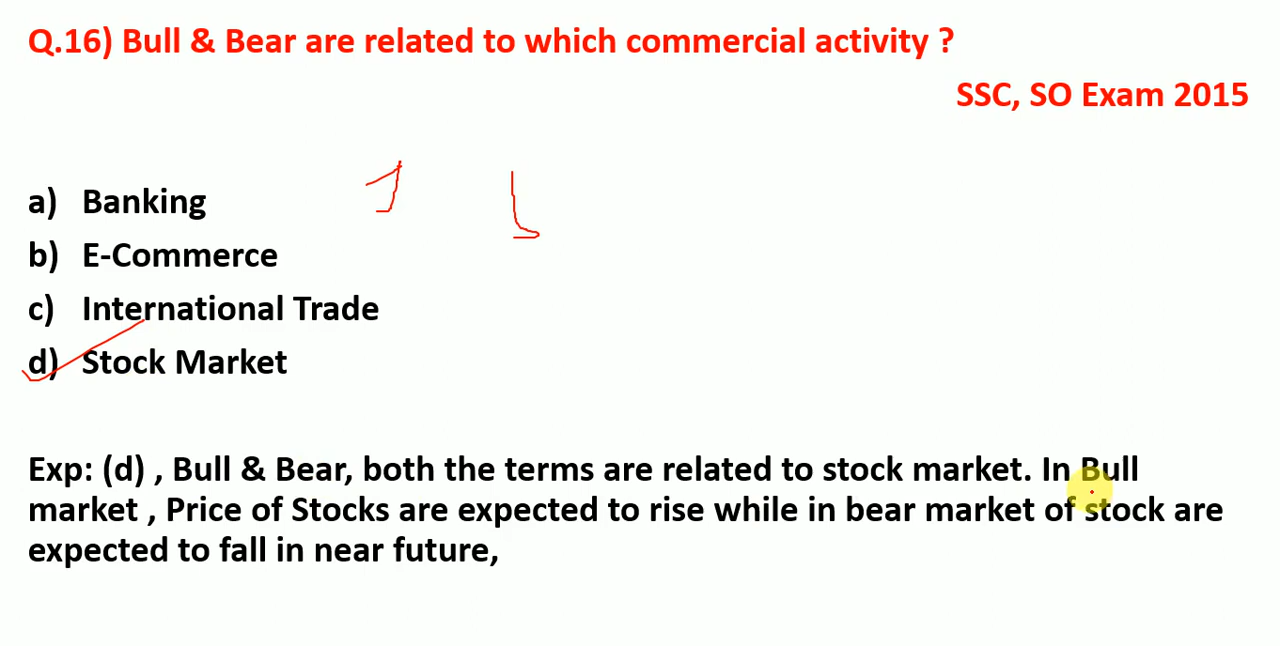 Q.16) Bull & Bear are related to which commercial activity ?
SSC, SO Exam 2015
a) Banking
b) E-Commerce
c) International Trade
d) Stock Market
Exp: (d) , Bull & Bear, both the terms are related to stock market. In Bull
market , Price of Stocks are expected to rise while in bear market of stock are
expected to fall in near future,